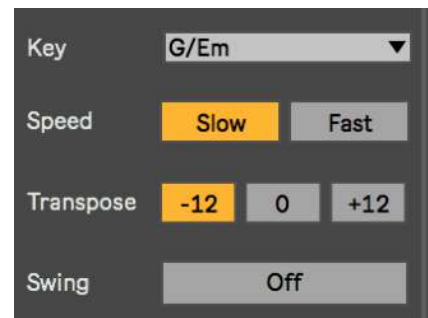 Key G/Em
Speed Slow Fast
Transpose -12 0 +12
Swing Off